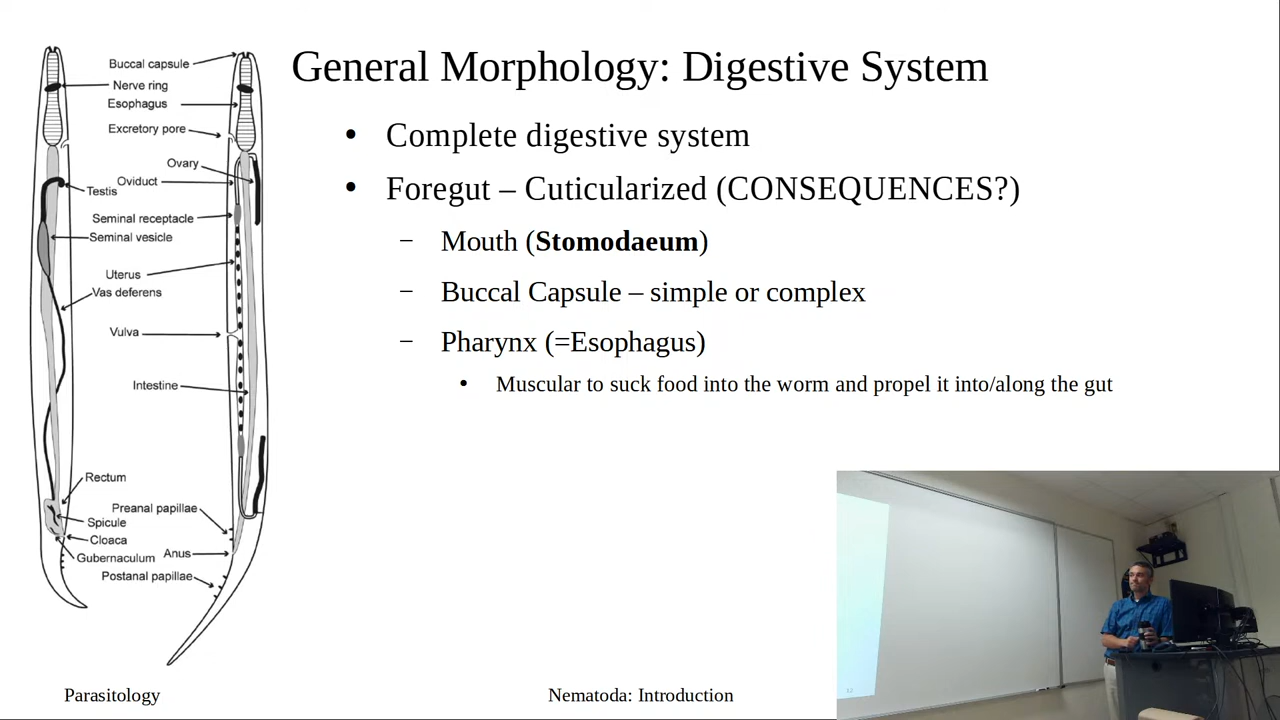 General Morphology: Digestive System
• Complete digestive system
• Foregut – Cuticularized (CONSEQUENCES?)
– Mouth (Stomodaeum)
– Buccal Capsule – simple or complex
– Pharynx (=Esophagus)
• Muscular to suck food into the worm and propel it into/along the gut
Buccal capsule
Nerve ring
Esophagus
Excretory pore
Ovary
Oviduct
Testis
Seminal receptacle
Seminal vesicle
Uterus
Vas deferens
Vulva
Intestine
Rectum
Preanal papillae
Spicule
Cloaca
Anus
Gubernaculum
Postanal papillae
Parasitology
Nematoda: Introduction